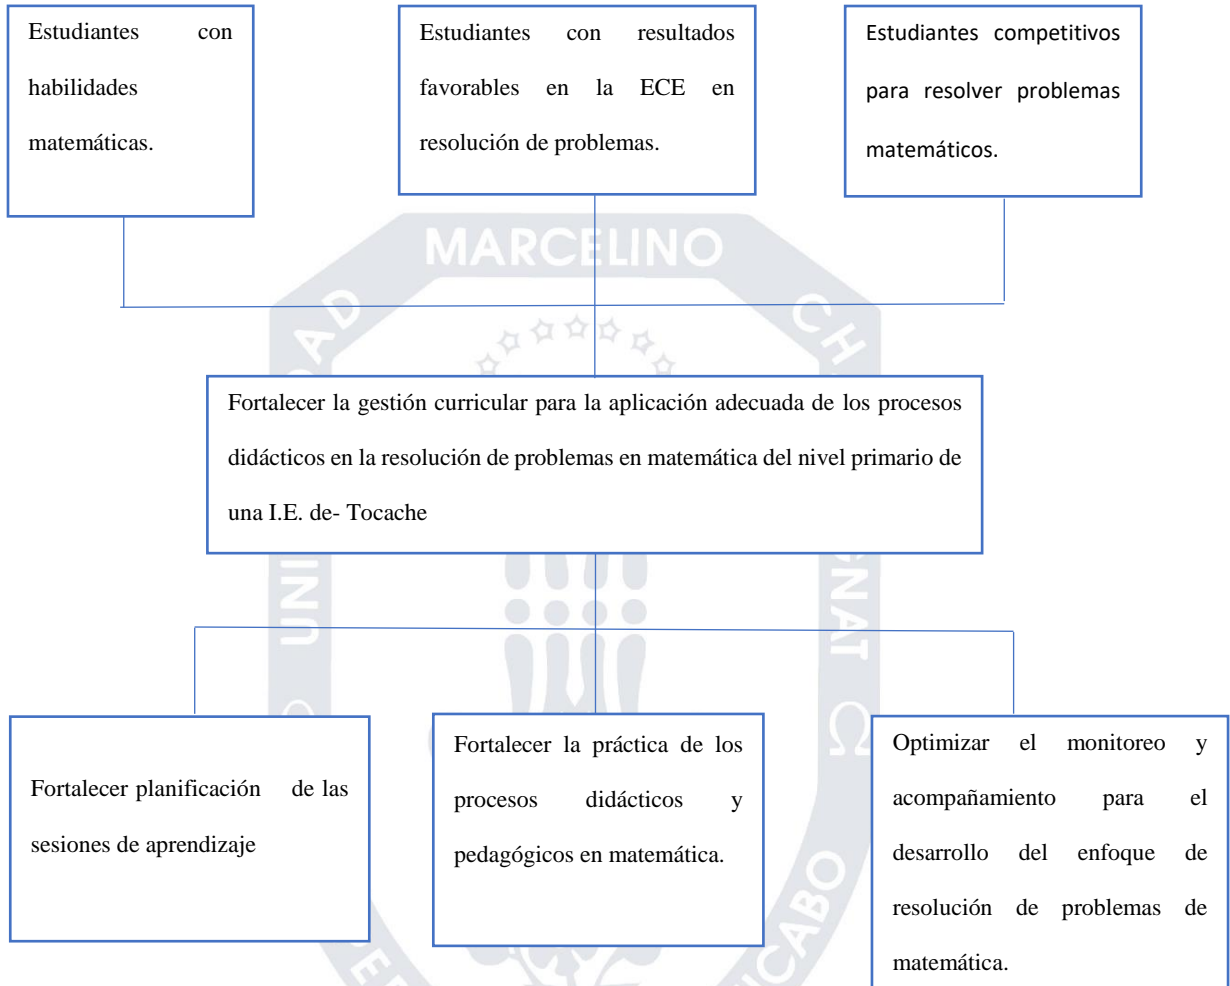 Estudiantes con
habilidades
matemáticas.
Estudiantes con resultados
favorables en la ECE en
resolución de problemas.
Estudiantes competitivos
para resolver problemas
matemáticos.
MARCELINO
Fortalecer la gestión curricular para la aplicación adecuada de los procesos
didácticos en la resolución de problemas en matemática del nivel primario de
una I.E. de- Tocache
Fortalecer planificación de las
sesiones de aprendizaje
Fortalecer la práctica de los
procesos didácticos y
pedagógicos en matemática.
Optimizar el monitoreo y
acompañamiento para el
desarrollo del enfoque de
resolución de problemas de
matemática.